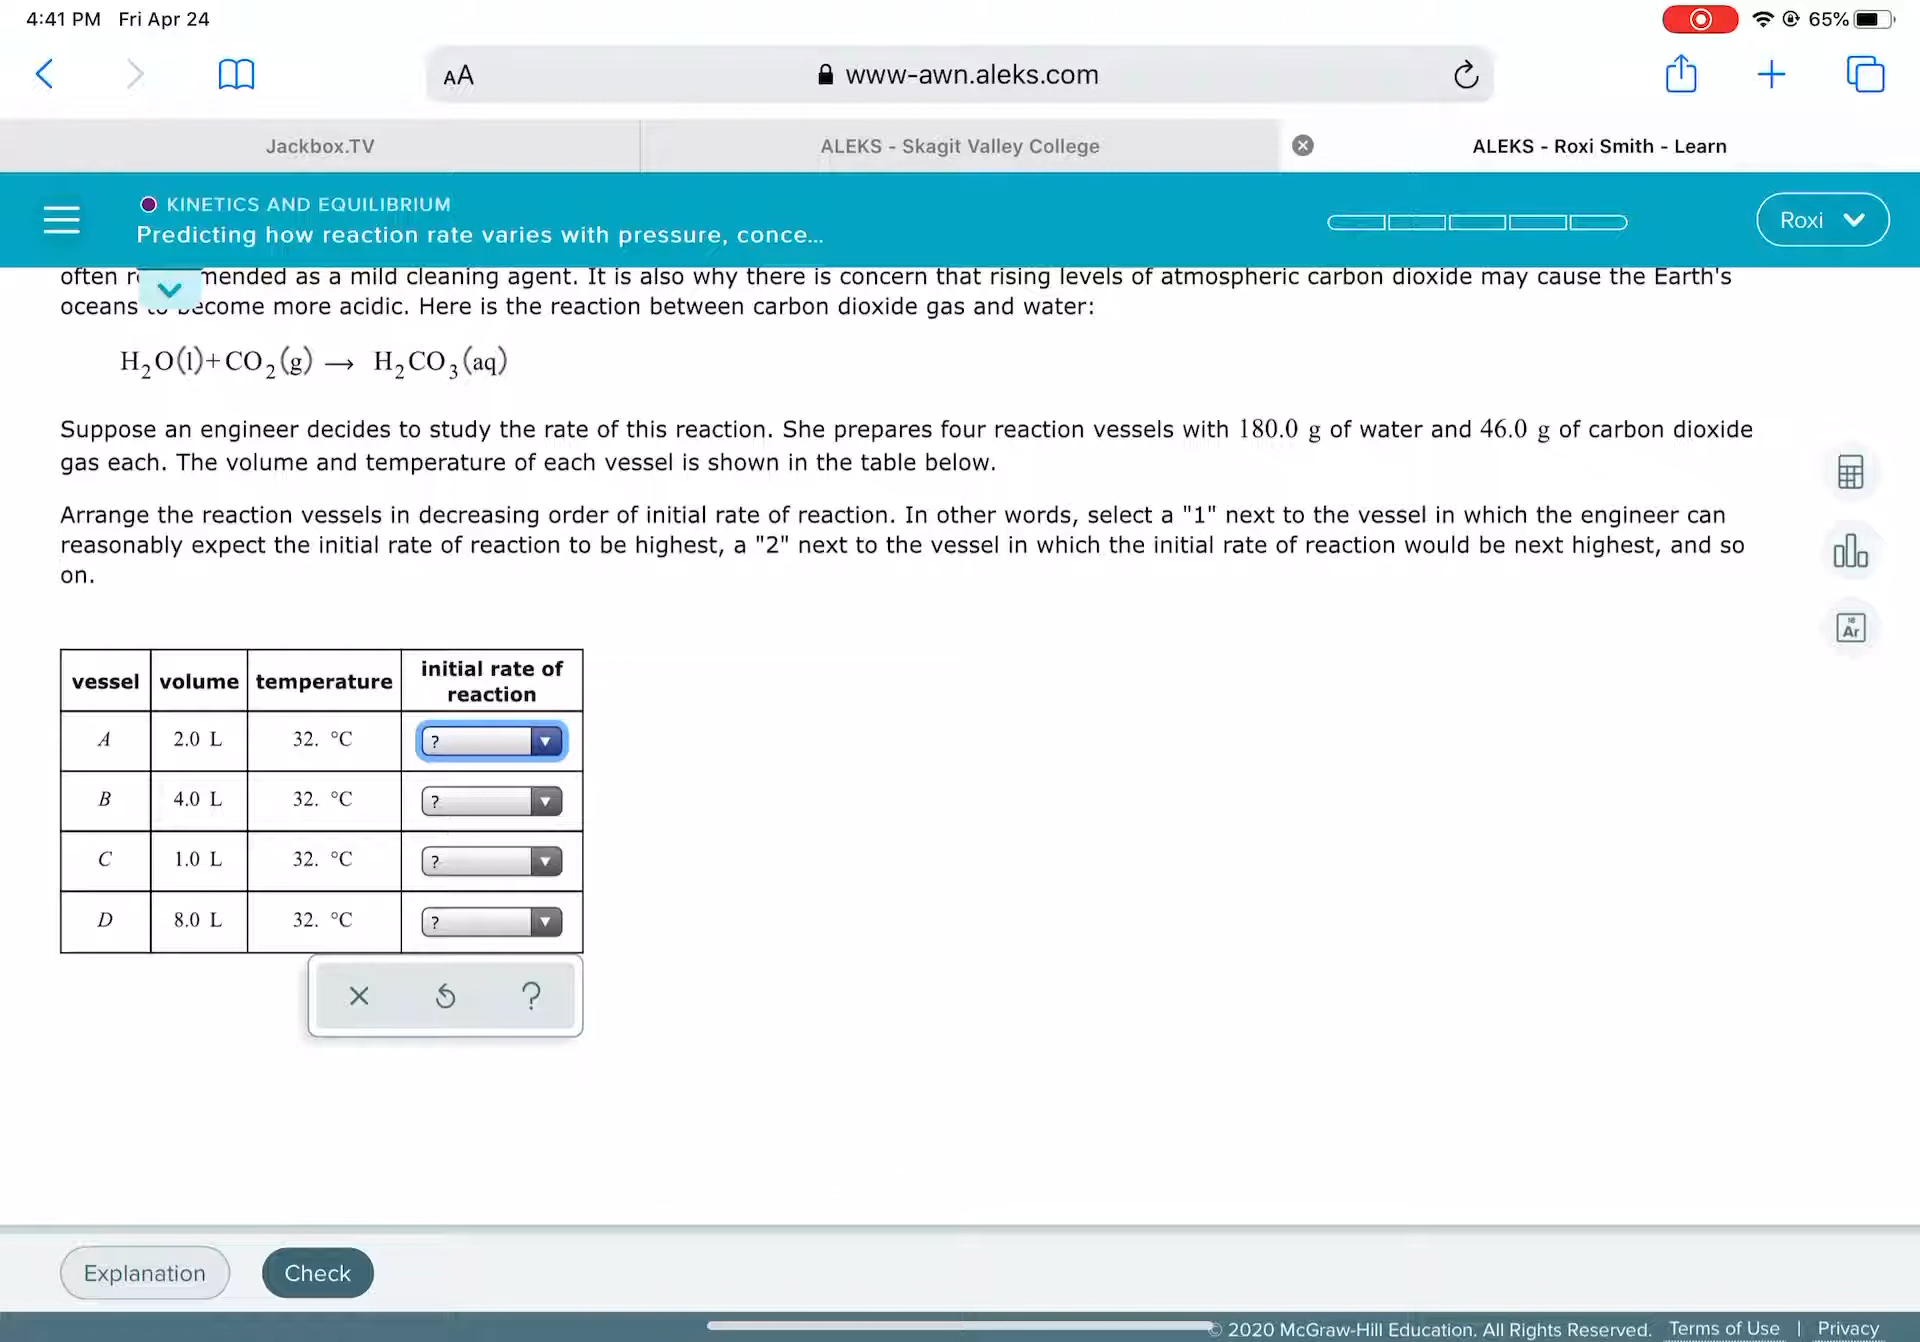 4:41 PM Fri Apr 24
65%
AA
www-awn.aleks.com
Jackbox.TV
ALEKS - Skagit Valley College
ALEKS - Roxi Smith - Learn
KINETICS AND EQUILIBRIUM
Predicting how reaction rate varies with pressure, conce...
Roxi
often mended as a mild cleaning agent. It is also why there is concern that rising levels of atmospheric carbon dioxide may cause the Earth's
oceans become more acidic. Here is the reaction between carbon dioxide gas and water:
H₂O(l)+CO₂(g) → H₂CO₃(aq)
Suppose an engineer decides to study the rate of this reaction. She prepares four reaction vessels with 180.0 g of water and 46.0 g of carbon dioxide
gas each. The volume and temperature of each vessel is shown in the table below.
Arrange the reaction vessels in decreasing order of initial rate of reaction. In other words, select a "1" next to the vessel in which the engineer can
reasonably expect the initial rate of reaction to be highest, a "2" next to the vessel in which the initial rate of reaction would be next highest, and so
on.
18
Ar
vessel volume temperature initial rate of
reaction
A 2.0 L 32. °C ?
B 4.0 L 32. °C ?
C 1.0 L 32. °C ?
D 8.0 L 32. °C ?
?
Explanation
Check
© 2020 McGraw-Hill Education. All Rights Reserved. Terms of Use | Privacy